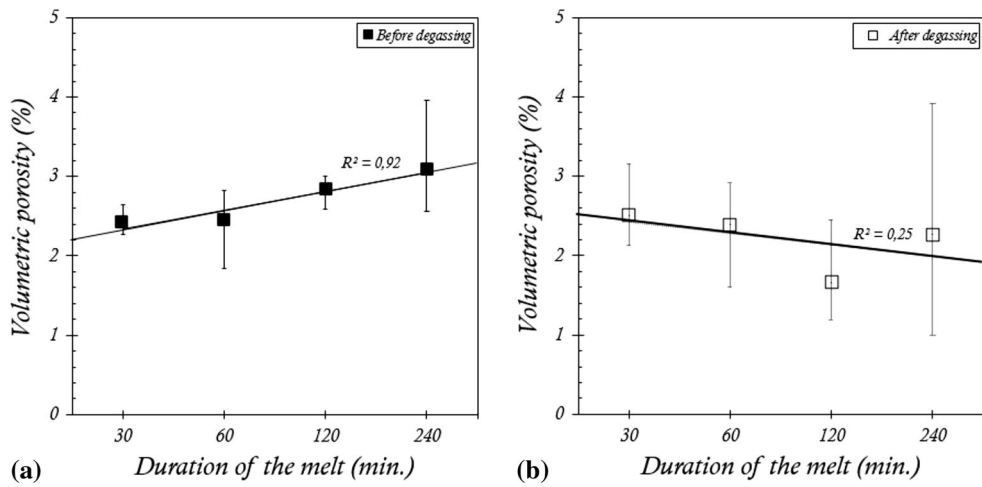 5
4
3
2
1
0
Volumetric porosity (%)
Before degassing
R² = 0,92
30 60 120 240
Duration of the melt (min.)
(a)
5
4
3
2
1
0
Volumetric porosity (%)
After degassing
R² = 0,25
30 60 120 240
Duration of the melt (min.)
(b)